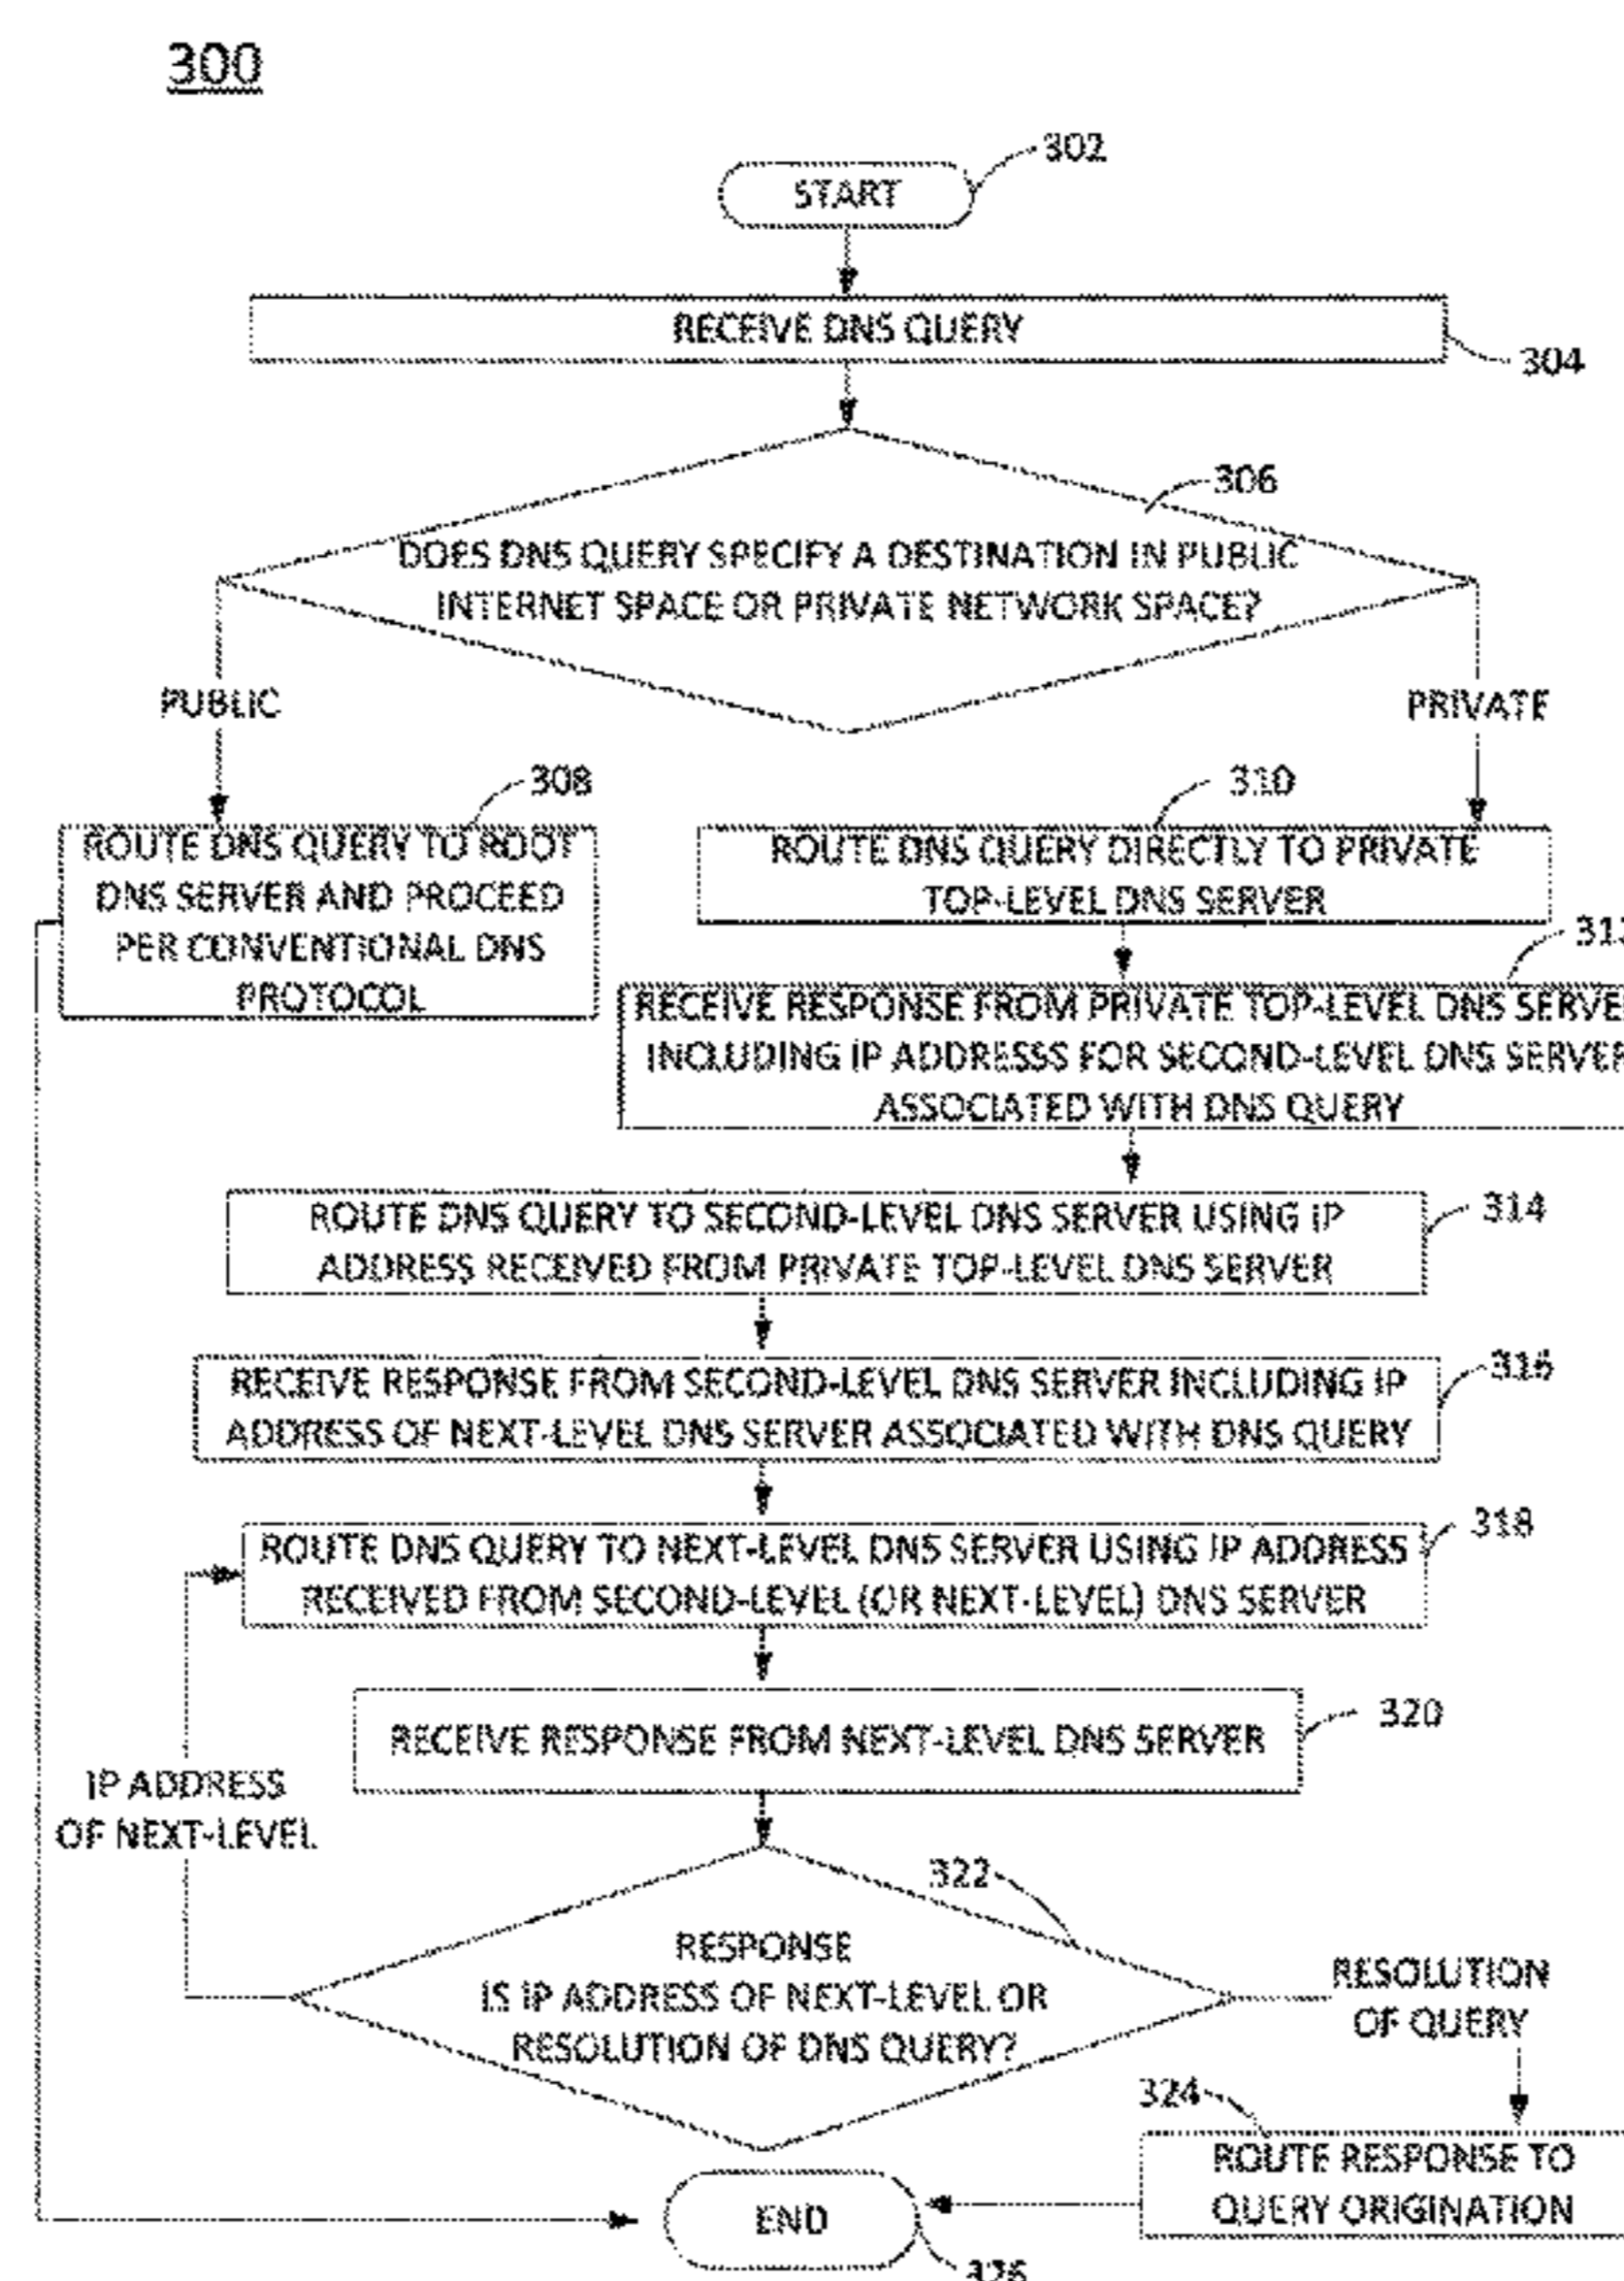 300
302
START
RECEIVE DNS QUERY
304
306
DOES DNS QUERY SPECIFY A DESTINATION IN PUBLIC
INTERNET SPACE OR PRIVATE NETWORK SPACE?
PUBLIC
PRIVATE
308
310
ROUTE DNS QUERY TO ROOT
DNS SERVER AND PROCEED
PER CONVENTIONAL DNS
PROTOCOL
ROUTE DNS QUERY DIRECTLY TO PRIVATE
TOP-LEVEL DNS SERVER
RECEIVE RESPONSE FROM PRIVATE TOP-LEVEL DNS
INCLUDING IP ADDRESSS FOR SECOND-LEVEL DNS SERVER
ASSOCIATED WITH DNS QUERY
ROUTE DNS QUERY TO SECOND-LEVEL DNS SERVER USING IP
ADDRESS RECEIVED FROM PRIVATE TOP-LEVEL DNS SERVER
314
RECEIVE RESPONSE FROM SECOND-LEVEL DNS SERVER INCLUDING IP
ADDRESS OF NEXT-LEVEL DNS SERVER ASSOCIATED WITH DNS QUERY
316
ROUTE DNS QUERY TO NEXT-LEVEL DNS SERVER USING IP ADDRESS
RECEIVED FROM SECOND-LEVEL (OR NEXT-LEVEL) DNS SERVER
318
RECEIVE RESPONSE FROM NEXT-LEVEL DNS SERVER
320
IP ADDRESS
OF NEXT-LEVEL
322
RESPONSE
IS IP ADDRESS OF NEXT-LEVEL OR
RESOLUTION OF DNS QUERY?
RESOLUTION
OF QUERY
324
ROUTE RESPONSE TO
QUERY ORIGINATION
END
326